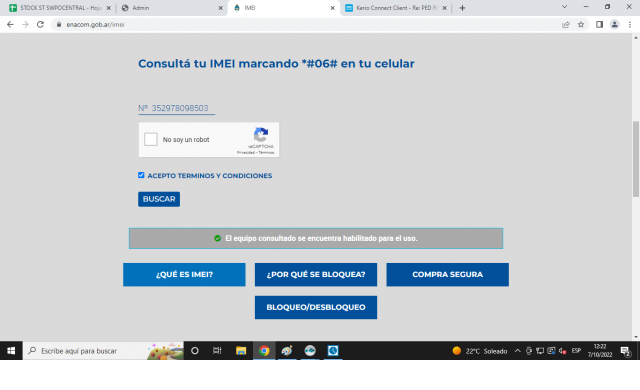 STOCK ST SWPOCENTRAL - Hoja
Admin
IMEI
Kerio Connect Client - Re: PED R
enacom.gob.ar/imei
Consultá tu IMEI marcando *#06# en tu celular
Nº 352978098503
No soy un robot
reCAPTCHA
Privacidad - Términos
ACEPTO TERMINOS Y CONDICIONES
BUSCAR
El equipo consultado se encuentra habilitado para el uso.
¿QUÉ ES IMEI?
¿POR QUÉ SE BLOQUEA?
COMPRA SEGURA
BLOQUEO/DESBLOQUEO
Escribe aquí para buscar
22°C Soleado
ESP
12:22
7/10/2022